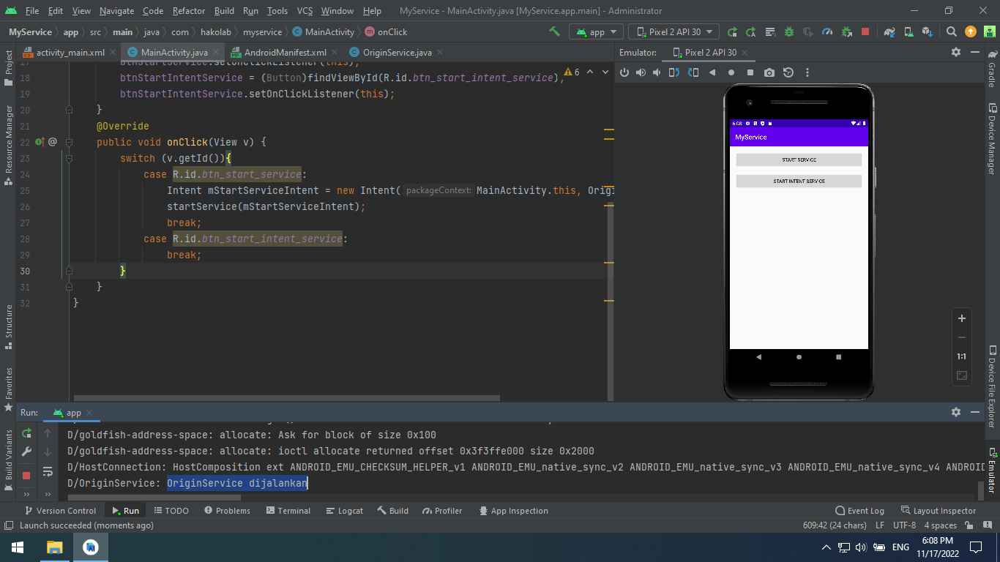 File Edit View Navigate Code Refactor Build Run Tools VCS Window Help MyService - MainActivity.java [MyService.app.main] - Administrator
MyService app src main java com hakolab myservice MainActivity onClick app Pixel 2 API 30
activity_main.xml MainActivity.java AndroidManifest.xml OriginService.java Emulator: Pixel 2 API 30
Project
Resource Manager
Structure
Favorites
Build Variants
17 btnStartService.setOnClickListener(this);
18 btnStartIntentService = (Button)findViewById(R.id.btn_start_intent_service); 6
19 btnStartIntentService.setOnClickListener(this);
20 }
21 @Override
22 @ public void onClick(View v) {
23 switch (v.getId()){
24 case R.id.btn_start_service:
25 Intent mStartServiceIntent = new Intent( packageContext: MainActivity.this, Origi
26 startService(mStartServiceIntent);
27 break;
28 case R.id.btn_start_intent_service:
29 break;
30 }
31 }
32 }
6:08
MyService
START SERVICE
START INTENT SERVICE
1:1
Gradle
Device Manager
Device File Explorer
Emulator
Run: app
D/goldfish-address-space: allocate: Ask for block of size 0x100
D/goldfish-address-space: allocate: ioctl allocate returned offset 0x3f3ffe000 size 0x2000
D/HostConnection: HostComposition ext ANDROID_EMU_CHECKSUM_HELPER_v1 ANDROID_EMU_native_sync_v2 ANDROID_EMU_native_sync_v3 ANDROID_EMU_native_sync_v4 ANDROI
D/OriginService: OriginService dijalankan
Version Control Run TODO Problems Terminal Logcat Build Profiler App Inspection Event Log Layout Inspector
Launch succeeded (moments ago) 609:42 (24 chars) LF UTF-8 4 spaces
ENG 6:08 PM
11/17/2022